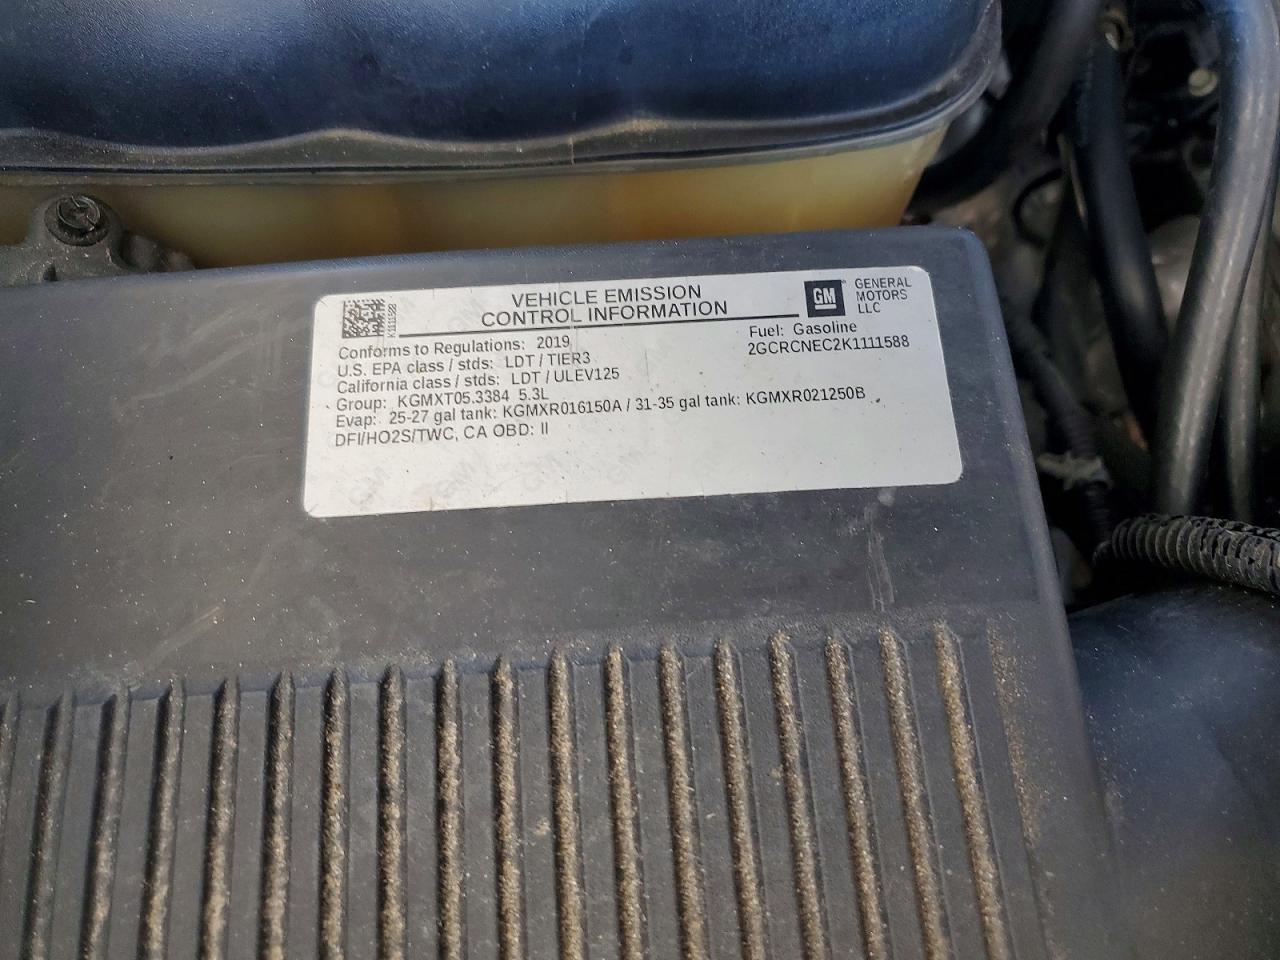 VEHICLE EMISSION
CONTROL INFORMATION
GM
GENERAL
MOTORS
LLC
K1111588
Conforms to Regulations: 2019
Fuel: Gasoline
U.S. EPA class / stds: LDT / TIER3
2GCRCNEC2K1111588
California class / stds: LDT / ULEV125
Group: KGMXT05.3384 5.3L
Evap: 25-27 gal tank: KGMXR016150A / 31-35 gal tank: KGMXR021250B
DFI/HO2S/TWC, CA OBD: II